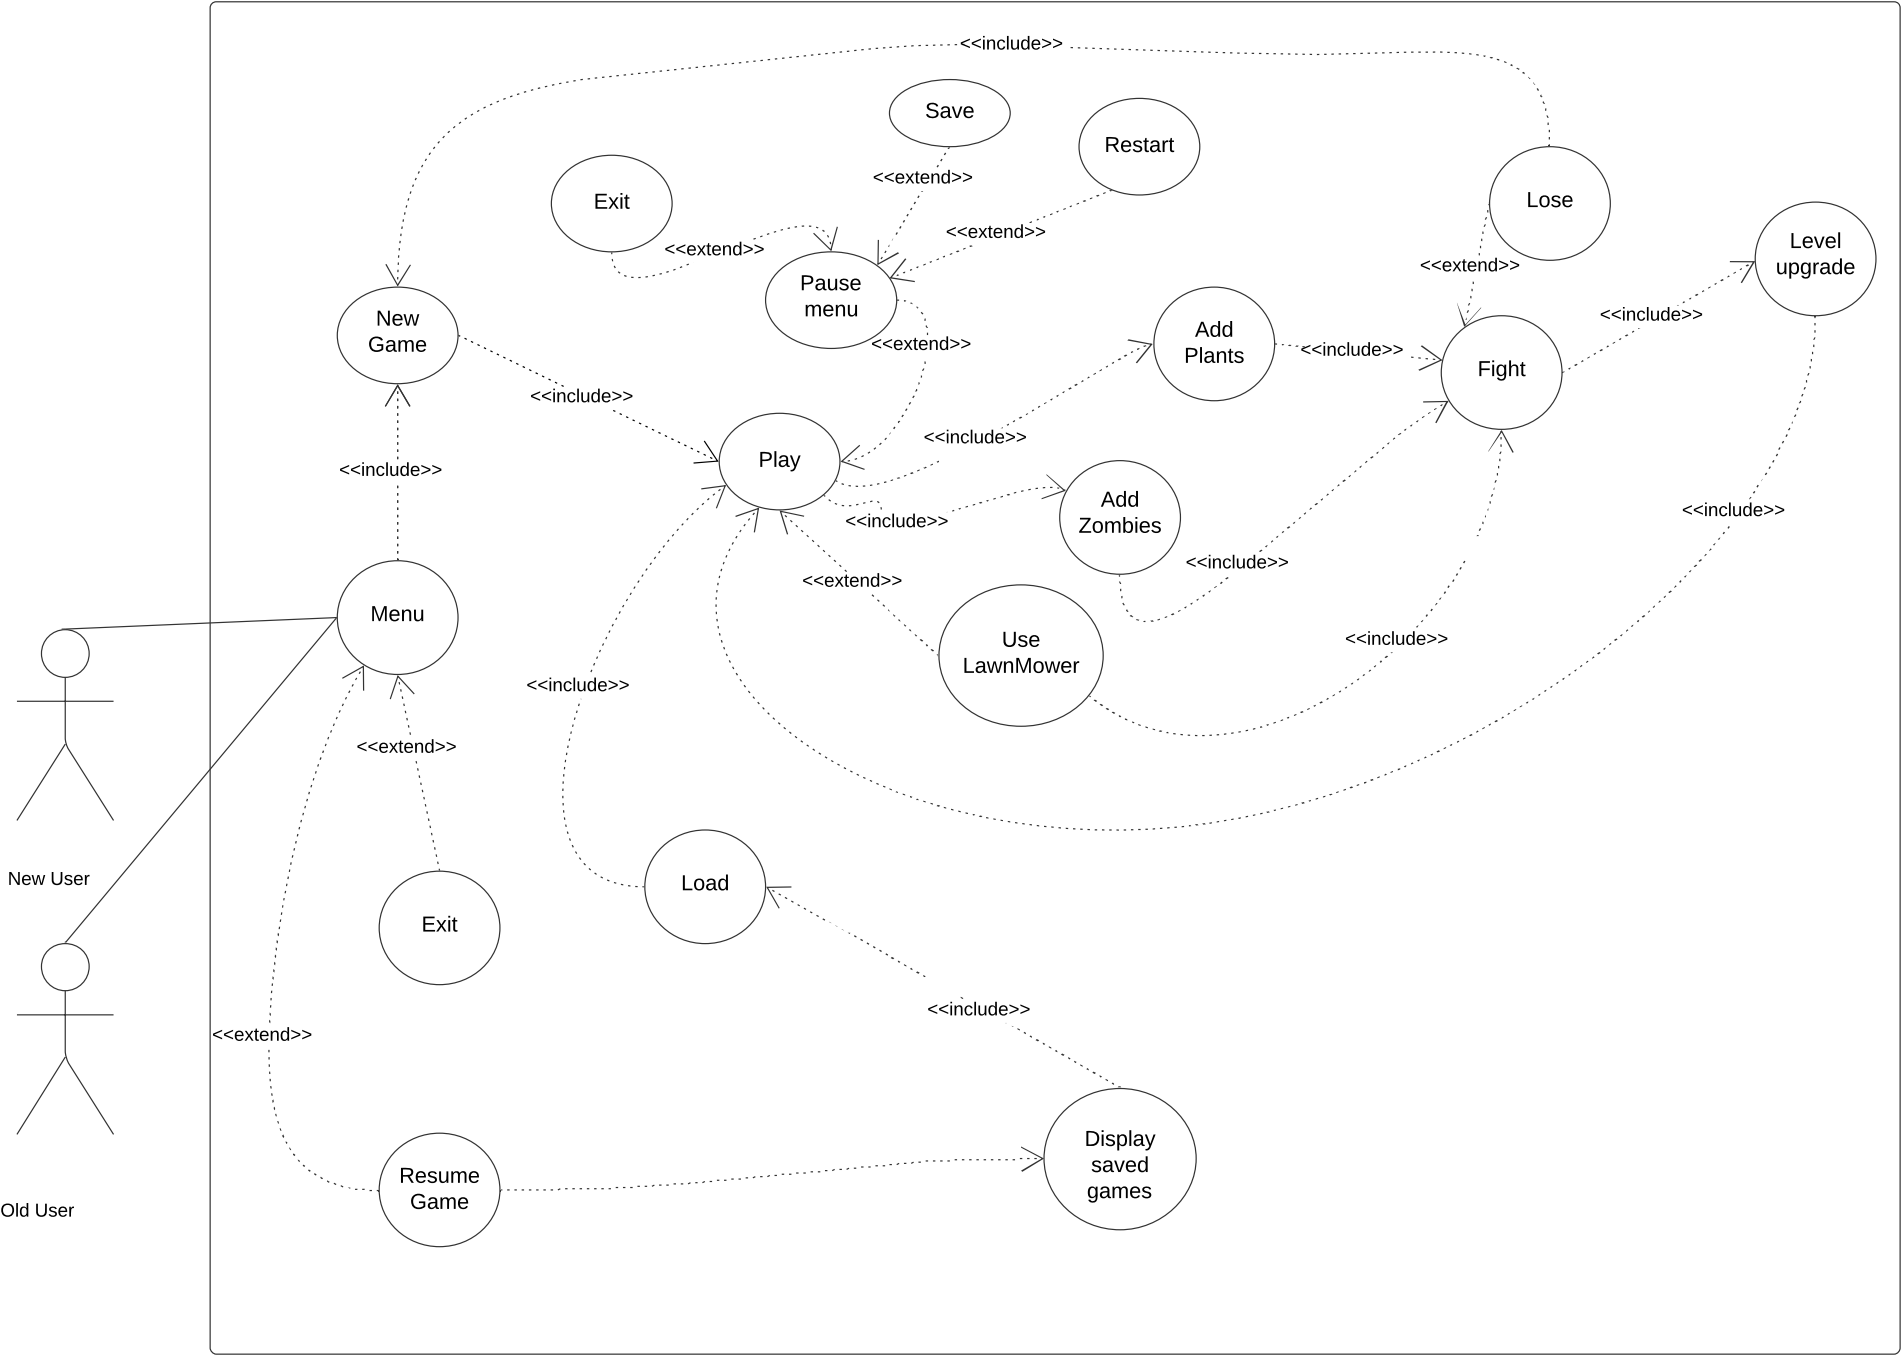 <<include>>
Save
Restart
Exit
<<extend>>
Lose
<<extend>>
<<extend>>
Level
upgrade
Pause
menu
<<extend>>
New
Game
<<include>>
<<extend>>
Add
Plants
<<include>>
Fight
<<include>>
<<include>>
<<include>>
Play
<<include>>
Add
Zombies
<<include>>
<<include>>
<<extend>>
<<include>>
Menu
Use
LawnMower
<<include>>
<<include>>
<<extend>>
New User
Load
Exit
<<include>>
<<extend>>
Display
saved
games
Resume
Game
Old User